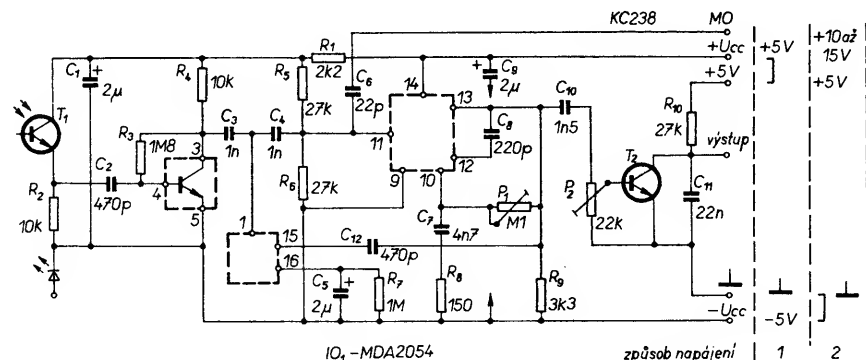 KC238
MO
+Ucc
+5V
+10až
15V
+5V
+5V
R1
2k2
R4
10k
R5
27k
C1
+
2µ
C6
22p
C9
+
2µ
14
13
C10
1n5
R10
27k
T1
R3
1M8
C3
1n
C4
1n
11
C8
220p
12
T2
výstup
C2
470p
3
4
5
9
10
P1
M1
P2
22k
C11
22n
R2
10k
R6
27k
C7
4n7
1
15
16
C12
470p
C5
+
2µ
R7
1M
R8
150
R9
3k3
-Ucc
-5V
IO1-MDA2054
způsob napájení
1
2